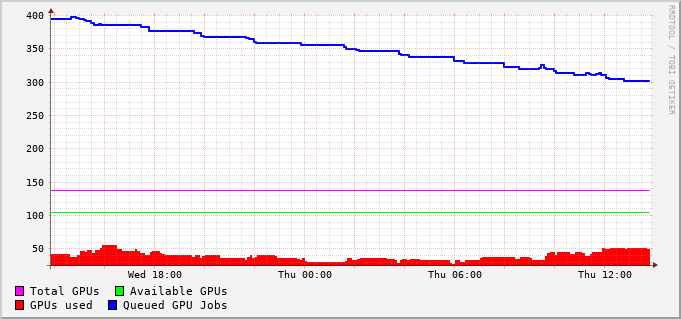 400
350
300
250
200
150
100
50
Wed 18:00 Thu 00:00 Thu 06:00 Thu 12:00
Total GPUs Available GPUs
GPUs used Queued GPU Jobs
RRDTOOL / TOBI OETIKER